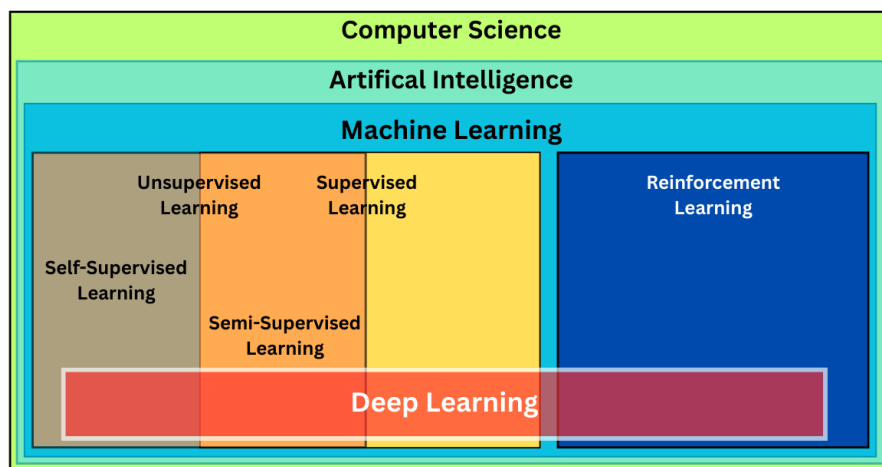 Computer Science
Artifical Intelligence
Machine Learning
Unsupervised
Learning
Supervised
Learning
Reinforcement
Learning
Self-Supervised
Learning
Semi-Supervised
Learning
Deep Learning